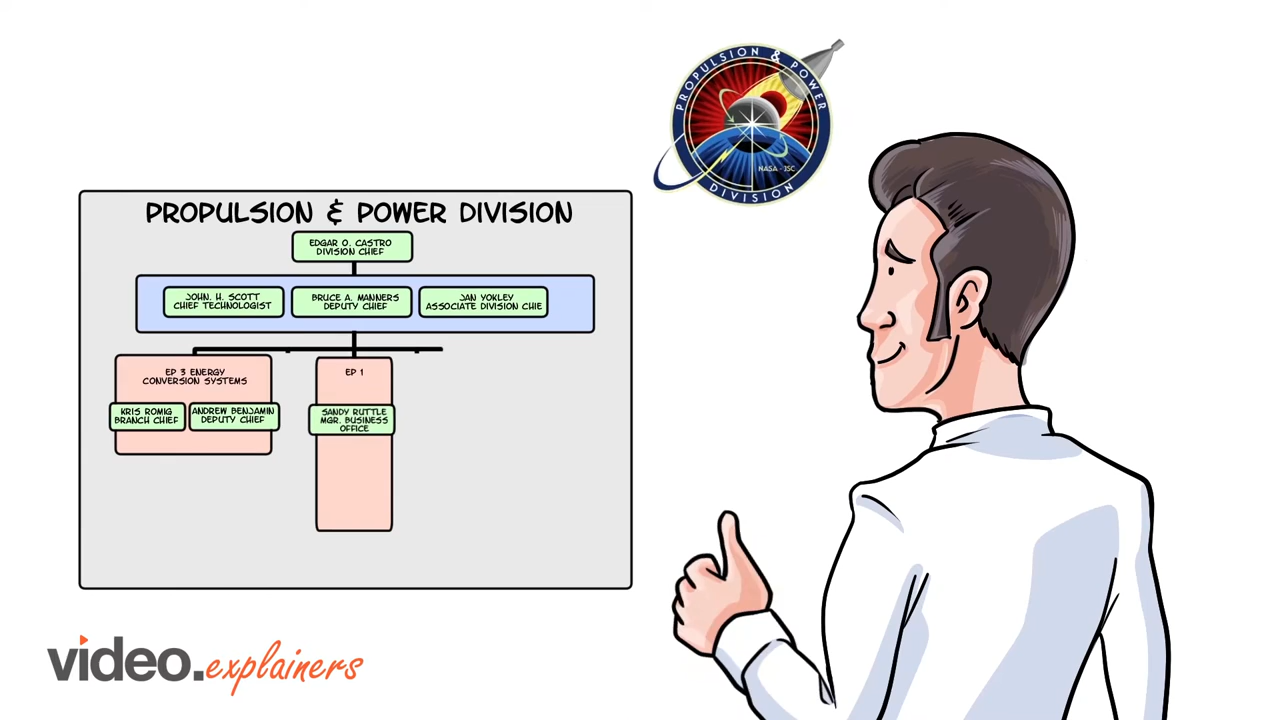 PROPULSION & POWER
NASA - JSC
DIVISION
PROPULSION & POWER DIVISION
EDGAR O. CASTRO
DIVISION CHIEF
JOHN. H. SCOTT
CHIEF TECHNOLOGIST
BRUCE A. MANNERS
DEPUTY CHIEF
JAN YOKLEY
ASSOCIATE DIVISION CHIE
EP 3 ENERGY
CONVERSION SYSTEMS
KRIS ROMIG
BRANCH CHIEF
ANDREW BENJAMIN
DEPUTY CHIEF
EP 1
SANDY RUTTLE
MGR. BUSINESS
OFFICE
video.explainers